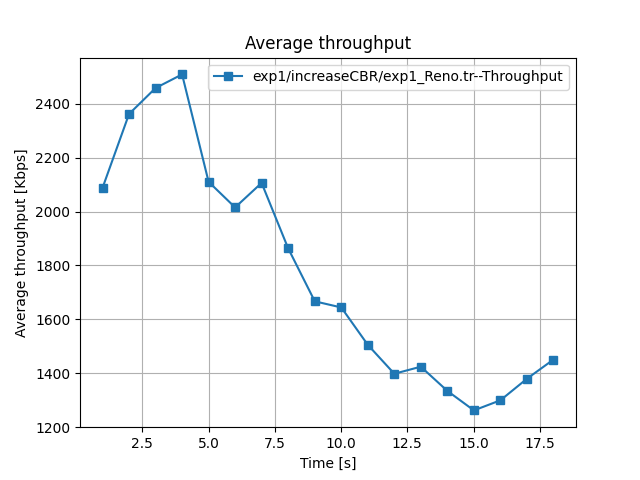 Average throughput
exp1/increaseCBR/exp1_Reno.tr--Throughput
Average throughput [Kbps]
2400
2200
2000
1800
1600
1400
1200
2.5 5.0 7.5 10.0 12.5 15.0 17.5
Time [s]